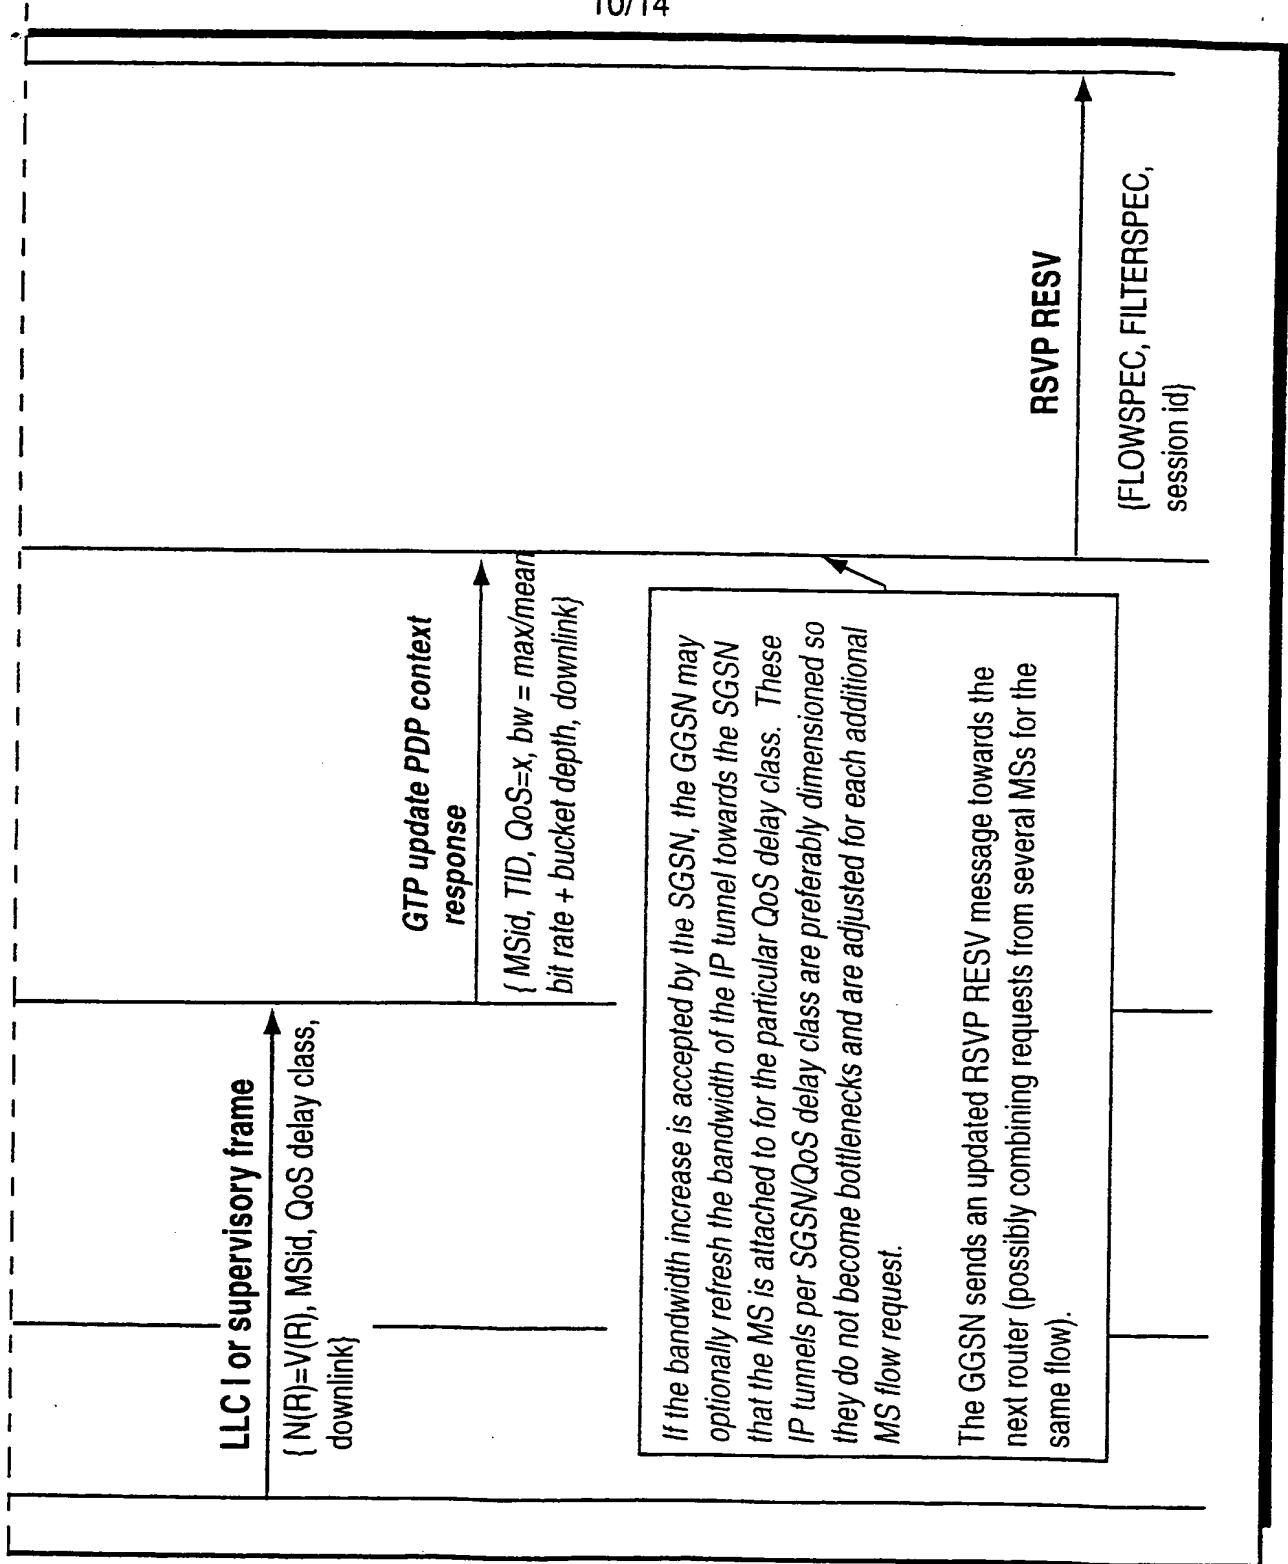 10/14
LLC I or supervisory frame
{ N(R)=V(R), MSid, QoS delay class,
downlink}
GTP update PDP context
response
{ MSid, TID, QoS=x, bw = max/mean
bit rate + bucket depth, downlink}
If the bandwidth increase is accepted by the SGSN, the GGSN may
optionally refresh the bandwidth of the IP tunnel towards the SGSN
that the MS is attached to for the particular QoS delay class. These
IP tunnels per SGSN/QoS delay class are preferably dimensioned so
they do not become bottlenecks and are adjusted for each additional
MS flow request.
The GGSN sends an updated RSVP RESV message towards the
next router (possibly combining requests from several MSs for the
same flow).
RSVP RESV
{FLOWSPEC, FILTERSPEC,
session id}